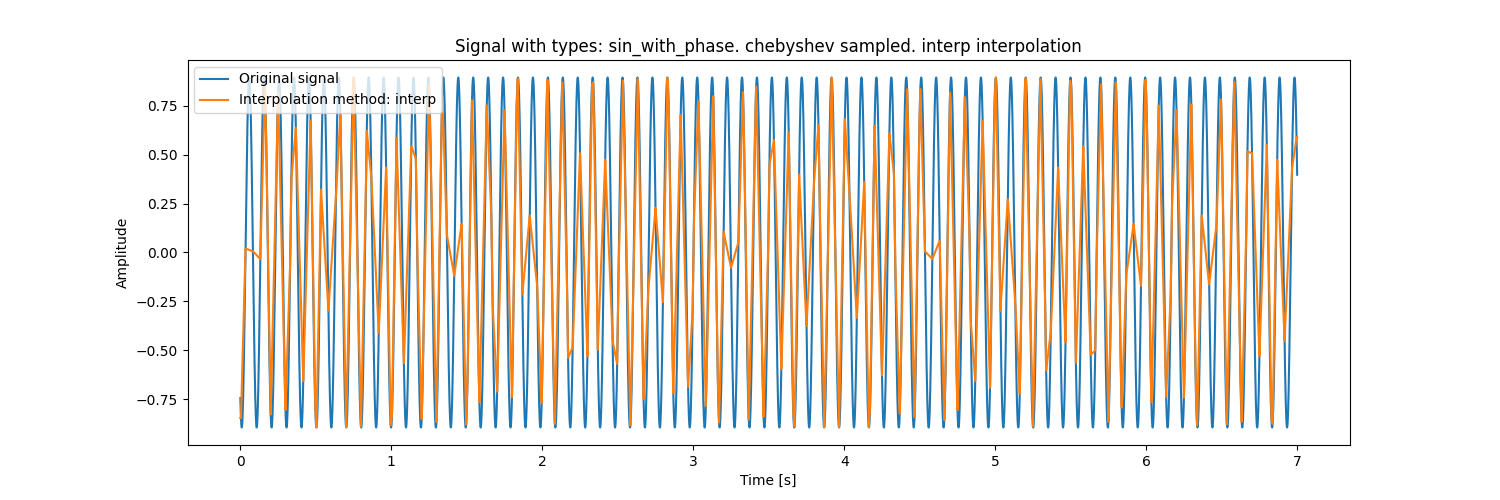 Signal with types: sin_with_phase. chebyshev sampled. interp interpolation
Original signal
Interpolation method: interp
Amplitude
0.75
0.50
0.25
0.00
−0.25
−0.50
−0.75
0 1 2 3 4 5 6 7
Time [s]